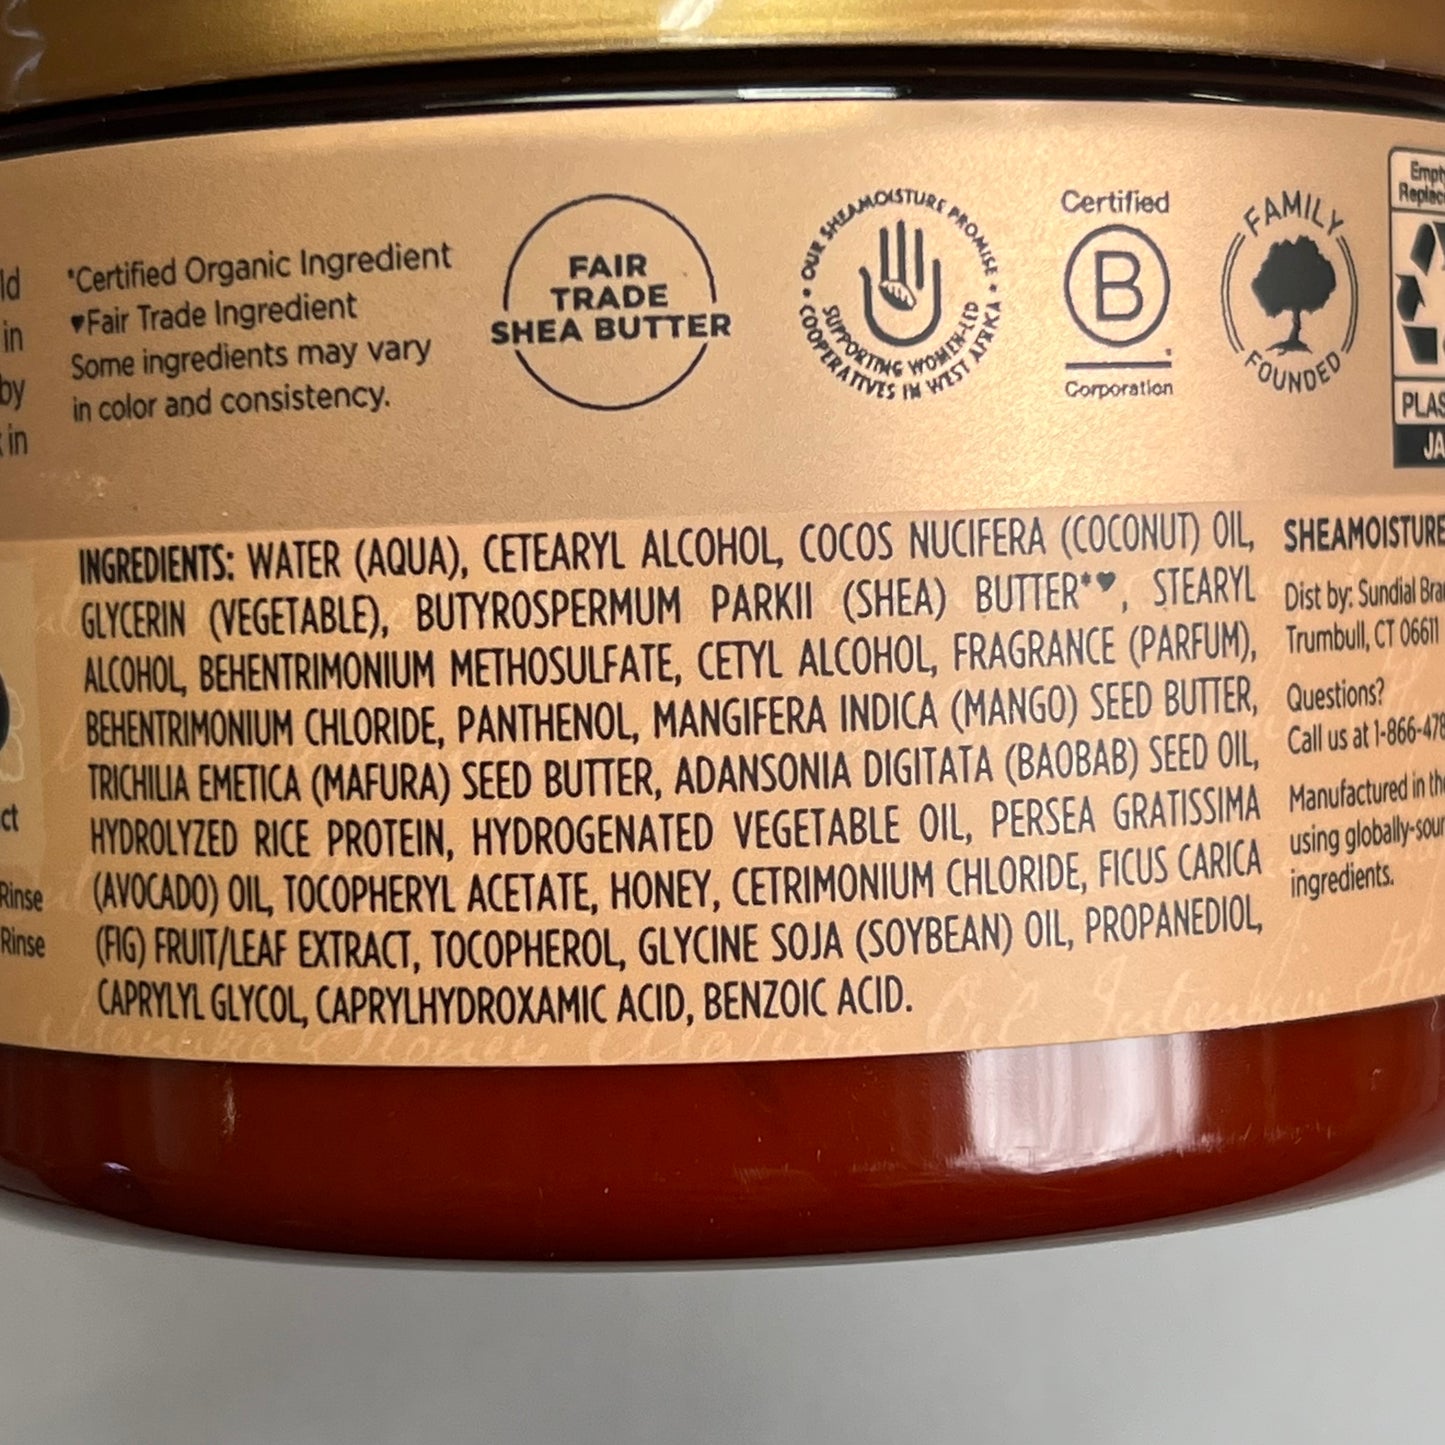 ld
in
by
in
*Certified Organic Ingredient
♥Fair Trade Ingredient
Some ingredients may vary
in color and consistency.
FAIR
TRADE
SHEA BUTTER
• OUR SHEAMOISTURE PROMISE •
SUPPORTING WOMEN-LED
COOPERATIVES IN WEST AFRIKA
Certified
B
Corporation
FAMILY
FOUNDED
Empty
Replac
PLAS
JA
INGREDIENTS: WATER (AQUA), CETEARYL ALCOHOL, COCOS NUCIFERA (COCONUT) OIL,
GLYCERIN (VEGETABLE), BUTYROSPERMUM PARKII (SHEA) BUTTER*♥, STEARYL
ALCOHOL, BEHENTRIMONIUM METHOSULFATE, CETYL ALCOHOL, FRAGRANCE (PARFUM),
BEHENTRIMONIUM CHLORIDE, PANTHENOL, MANGIFERA INDICA (MANGO) SEED BUTTER,
TRICHILIA EMETICA (MAFURA) SEED BUTTER, ADANSONIA DIGITATA (BAOBAB) SEED OIL,
HYDROLYZED RICE PROTEIN, HYDROGENATED VEGETABLE OIL, PERSEA GRATISSIMA
(AVOCADO) OIL, TOCOPHERYL ACETATE, HONEY, CETRIMONIUM CHLORIDE, FICUS CARICA
(FIG) FRUIT/LEAF EXTRACT, TOCOPHEROL, GLYCINE SOJA (SOYBEAN) OIL, PROPANEDIOL,
CAPRYLYL GLYCOL, CAPRYLHYDROXAMIC ACID, BENZOIC ACID.
ct
Rinse
Rinse
SHEAMOISTURE
Dist by: Sundial Bra
Trumbull, CT 06611
Questions?
Call us at 1-866-478
Manufactured in the
using globally-sour
ingredients.